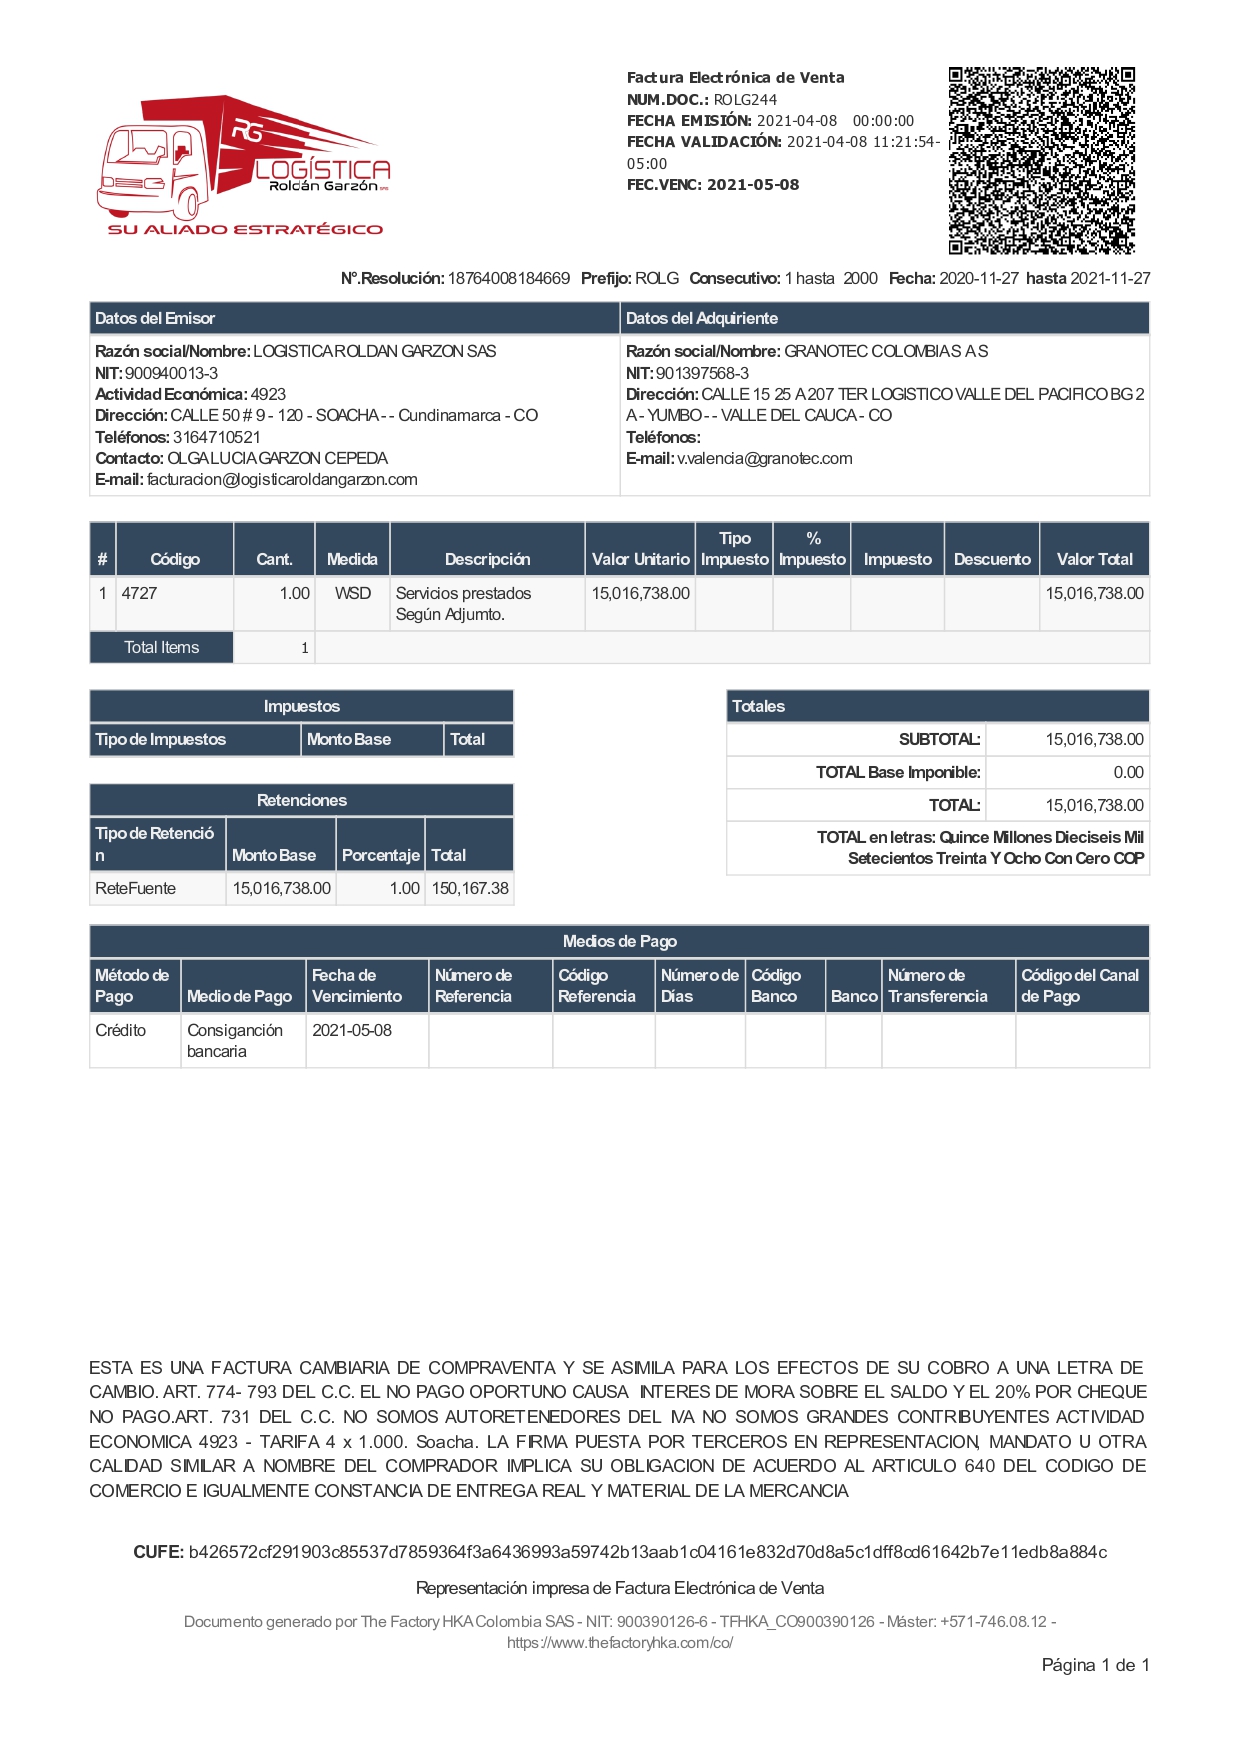 RG
LOGÍSTICA
Roldán Garzón SAS
SU ALIADO ESTRATÉGICO
Factura Electrónica de Venta
NUM.DOC.: ROLG244
FECHA EMISIÓN: 2021-04-08 00:00:00
FECHA VALIDACIÓN: 2021-04-08 11:21:54-
05:00
FEC.VENC: 2021-05-08
N°.Resolución: 18764008184669 Prefijo: ROLG Consecutivo: 1 hasta 2000 Fecha: 2020-11-27 hasta 2021-11-27
Datos del Emisor
Razón social/Nombre: LOGISTICA ROLDAN GARZON SAS
NIT: 900940013-3
Actividad Económica: 4923
Dirección: CALLE 50 # 9 - 120 - SOACHA - - Cundinamarca - CO
Teléfonos: 3164710521
Contacto: OLGA LUCIA GARZON CEPEDA
E-mail: facturacion@logisticaroldangarzon.com
Datos del Adquiriente
Razón social/Nombre: GRANOTEC COLOMBIA S A S
NIT: 901397568-3
Dirección: CALLE 15 25 A 207 TER LOGISTICO VALLE DEL PACIFICO BG 2
A - YUMBO - - VALLE DEL CAUCA - CO
Teléfonos:
E-mail: v.valencia@granotec.com
# Código Cant. Medida Descripción Valor Unitario Tipo Impuesto % Impuesto Impuesto Descuento Valor Total
1 4727 1.00 WSD Servicios prestados 15,016,738.00 15,016,738.00
Según Adjumto.
Total Items 1
Impuestos
Tipo de Impuestos Monto Base Total
Retenciones
Tipo de Retenció
n Monto Base Porcentaje Total
ReteFuente 15,016,738.00 1.00 150,167.38
Totales
SUBTOTAL: 15,016,738.00
TOTAL Base Imponible: 0.00
TOTAL: 15,016,738.00
TOTAL en letras: Quince Millones Dieciseis Mil
Setecientos Treinta Y Ocho Con Cero COP
Medios de Pago
Método de Pago Medio de Pago Fecha de Vencimiento Número de Referencia Código Referencia Número de Días Código Banco Banco Número de Transferencia Código del Canal de Pago
Crédito Consiganción 2021-05-08
bancaria
ESTA ES UNA FACTURA CAMBIARIA DE COMPRAVENTA Y SE ASIMILA PARA LOS EFECTOS DE SU COBRO A UNA LETRA DE
CAMBIO. ART. 774- 793 DEL C.C. EL NO PAGO OPORTUNO CAUSA INTERES DE MORA SOBRE EL SALDO Y EL 20% POR CHEQUE
NO PAGO.ART. 731 DEL C.C. NO SOMOS AUTORETENEDORES DEL IVA NO SOMOS GRANDES CONTRIBUYENTES ACTIVIDAD
ECONOMICA 4923 - TARIFA 4 x 1.000. Soacha. LA FIRMA PUESTA POR TERCEROS EN REPRESENTACION, MANDATO U OTRA
CALIDAD SIMILAR A NOMBRE DEL COMPRADOR IMPLICA SU OBLIGACION DE ACUERDO AL ARTICULO 640 DEL CODIGO DE
COMERCIO E IGUALMENTE CONSTANCIA DE ENTREGA REAL Y MATERIAL DE LA MERCANCIA
CUFE: b426572cf291903c85537d7859364f3a6436993a59742b13aab1c04161e832d70d8a5c1dff8cd61642b7e11edb8a884c
Representación impresa de Factura Electrónica de Venta
Documento generado por The Factory HKA Colombia SAS - NIT: 900390126-6 - TFHKA_CO900390126 - Máster: +571-746.08.12 -
https://www.thefactoryhka.com/co/
Página 1 de 1